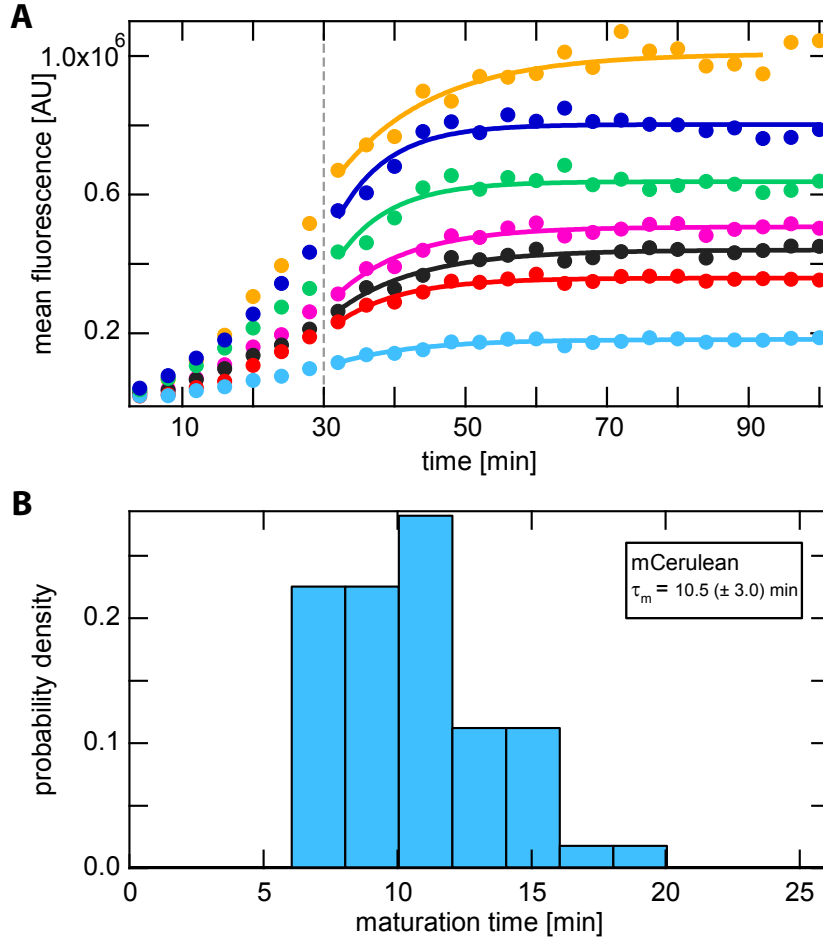 A
1.0x10⁶
0.6
0.2
mean fluorescence [AU]
10 30 50 70 90
time [min]
B
mCerulean
τₘ = 10.5 (± 3.0) min
0.2
0.1
0.0
probability density
0 5 10 15 20 25
maturation time [min]